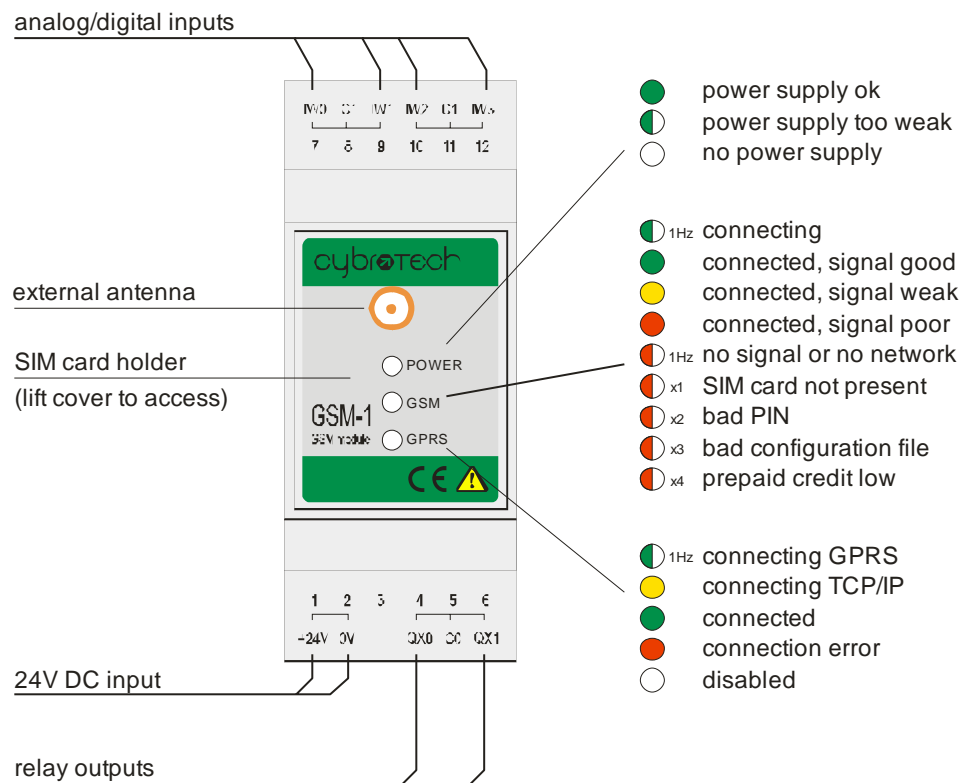 analog/digital inputs
IW0 C1 IW1 IW2 C1 IW3
7 8 9 10 11 12
cybrotech
external antenna
SIM card holder
(lift cover to access)
POWER
GSM
GPRS
GSM-1
GSM module
CE
1 2 3 4 5 6
+24V 0V QX0 C0 QX1
24V DC input
relay outputs
power supply ok
power supply too weak
no power supply
1Hz connecting
connected, signal good
connected, signal weak
connected, signal poor
1Hz no signal or no network
x1 SIM card not present
x2 bad PIN
x3 bad configuration file
x4 prepaid credit low
1Hz connecting GPRS
connecting TCP/IP
connected
connection error
disabled